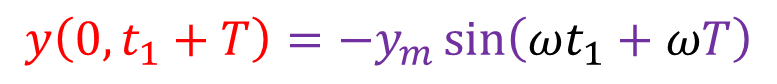 y(0, t₁ + T) = −yₘ sin(ωt₁ + ωT)